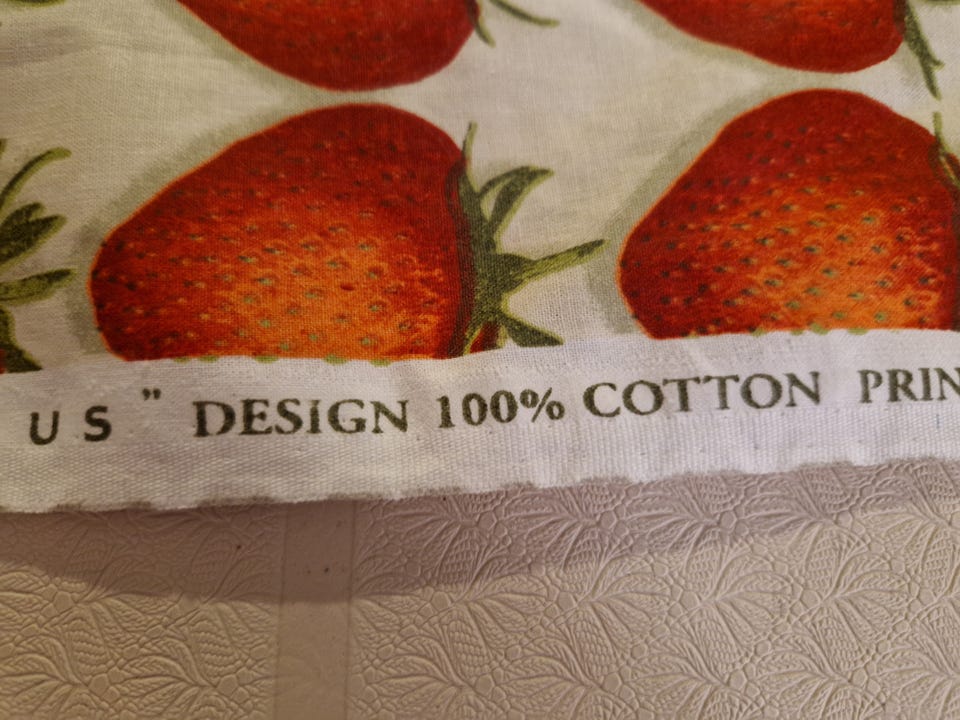 U S " DESIGN 100% COTTON PRIN